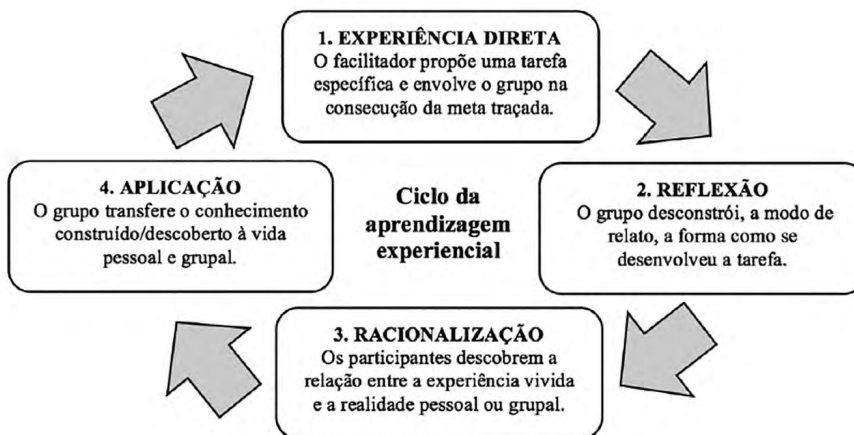 1. EXPERIÊNCIA DIRETA
O facilitador propõe uma tarefa
específica e envolve o grupo na
consecução da meta traçada.
4. APLICAÇÃO
O grupo transfere o conhecimento
construído/descoberto à vida
pessoal e grupal.
Ciclo da
aprendizagem
experiencial
2. REFLEXÃO
O grupo desconstrói, a modo de
relato, a forma como se
desenvolveu a tarefa.
3. RACIONALIZAÇÃO
Os participantes descobrem a
relação entre a experiência vivida
e a realidade pessoal ou grupal.